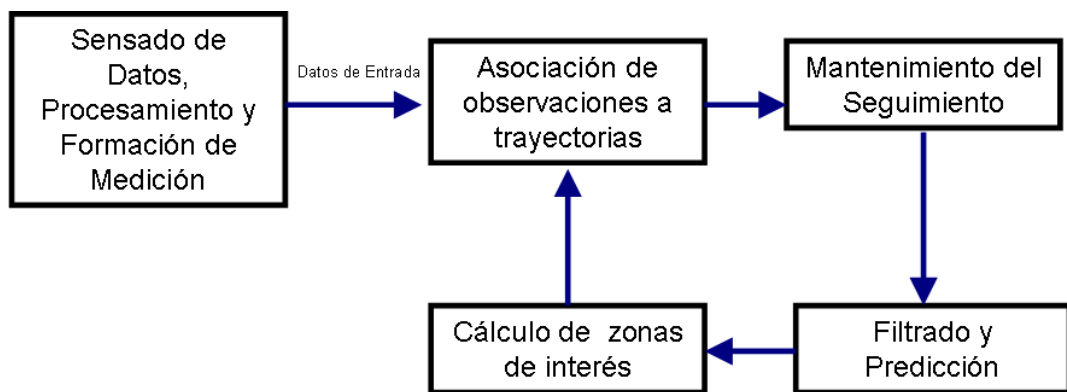 Sensado de
Datos,
Procesamiento y
Formación de
Medición
Datos de Entrada
Asociación de
observaciones a
trayectorias
Mantenimiento del
Seguimiento
Cálculo de zonas
de interés
Filtrado y
Predicción